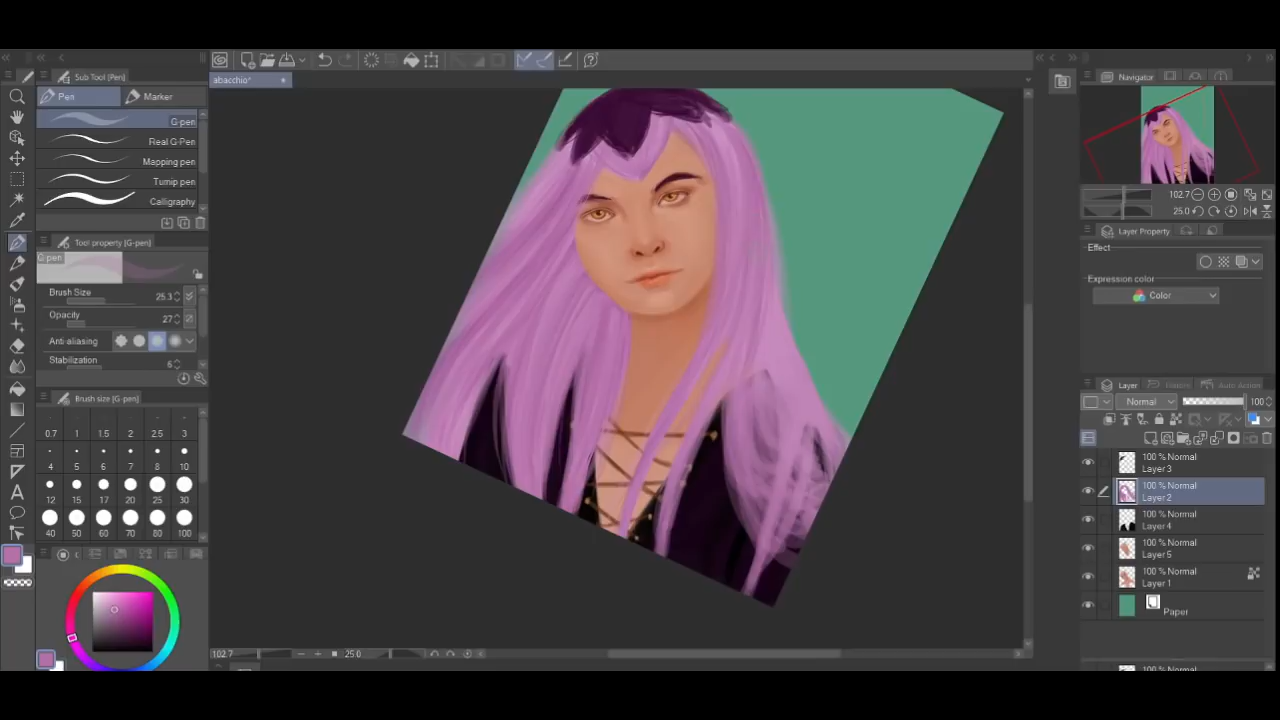 Sub Tool [Pen]
Pen
Marker
G-pen
Real G-Pen
Mapping pen
Turnip pen
Calligraphy
Tool property [G-pen]
G-pen
Brush Size 25.3
Opacity 27
Anti-aliasing
Stabilization 6
Brush size [G-pen]
0.7 1 1.5 2 2.5 3
4 5 6 7 8 10
12 15 17 20 25 30
40 50 60 70 80 100
abacchio*
102.7 25.0
Navigator
102.7
25.0
Layer Property
Effect
Expression color
Color
Layer
Auto Action
Normal 100
100 % Normal
Layer 3
100 % Normal
Layer 2
100 % Normal
Layer 4
100 % Normal
Layer 5
100 % Normal
Layer 1
Paper
100 % Normal